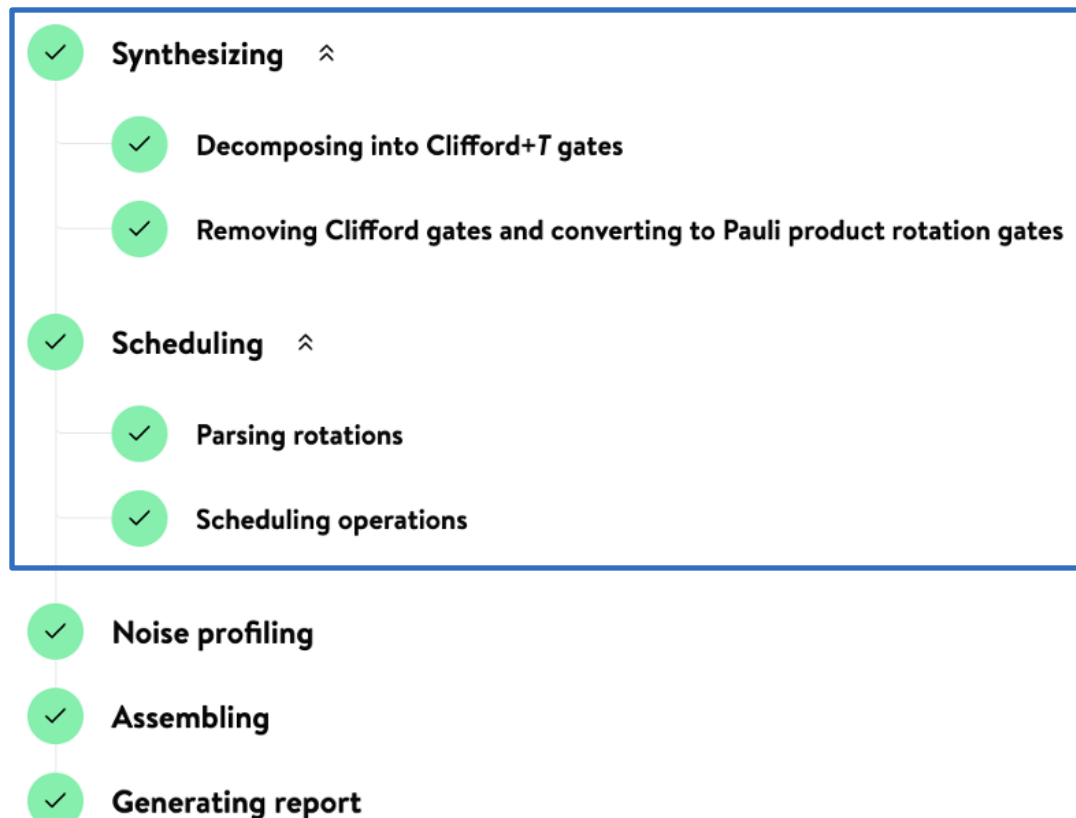 Synthesizing
Decomposing into Clifford+T gates
Removing Clifford gates and converting to Pauli product rotation gates
Scheduling
Parsing rotations
Scheduling operations
Noise profiling
Assembling
Generating report